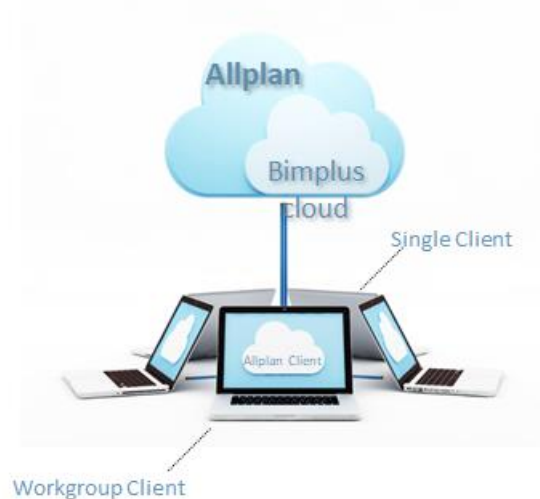 Allplan
Bimplus
cloud
Single Client
Allplan Client
Workgroup Client